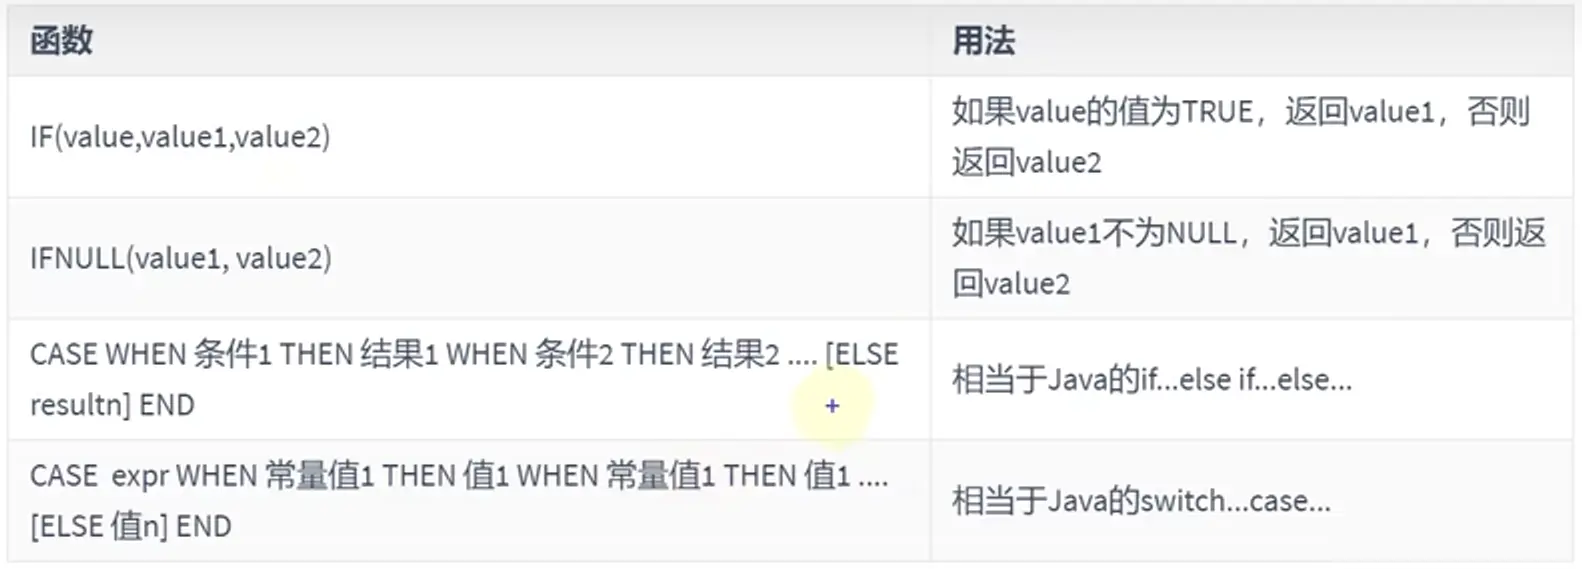 函数
用法
IF(value,value1,value2)
如果value的值为TRUE，返回value1，否则
返回value2
IFNULL(value1, value2)
如果value1不为NULL，返回value1，否则返
回value2
CASE WHEN 条件1 THEN 结果1 WHEN 条件2 THEN 结果2 .... [ELSE
resultn] END
相当于Java的if...else if...else...
CASE  expr WHEN 常量值1 THEN 值1 WHEN 常量值1 THEN 值1 ....
[ELSE 值n] END
相当于Java的switch...case...